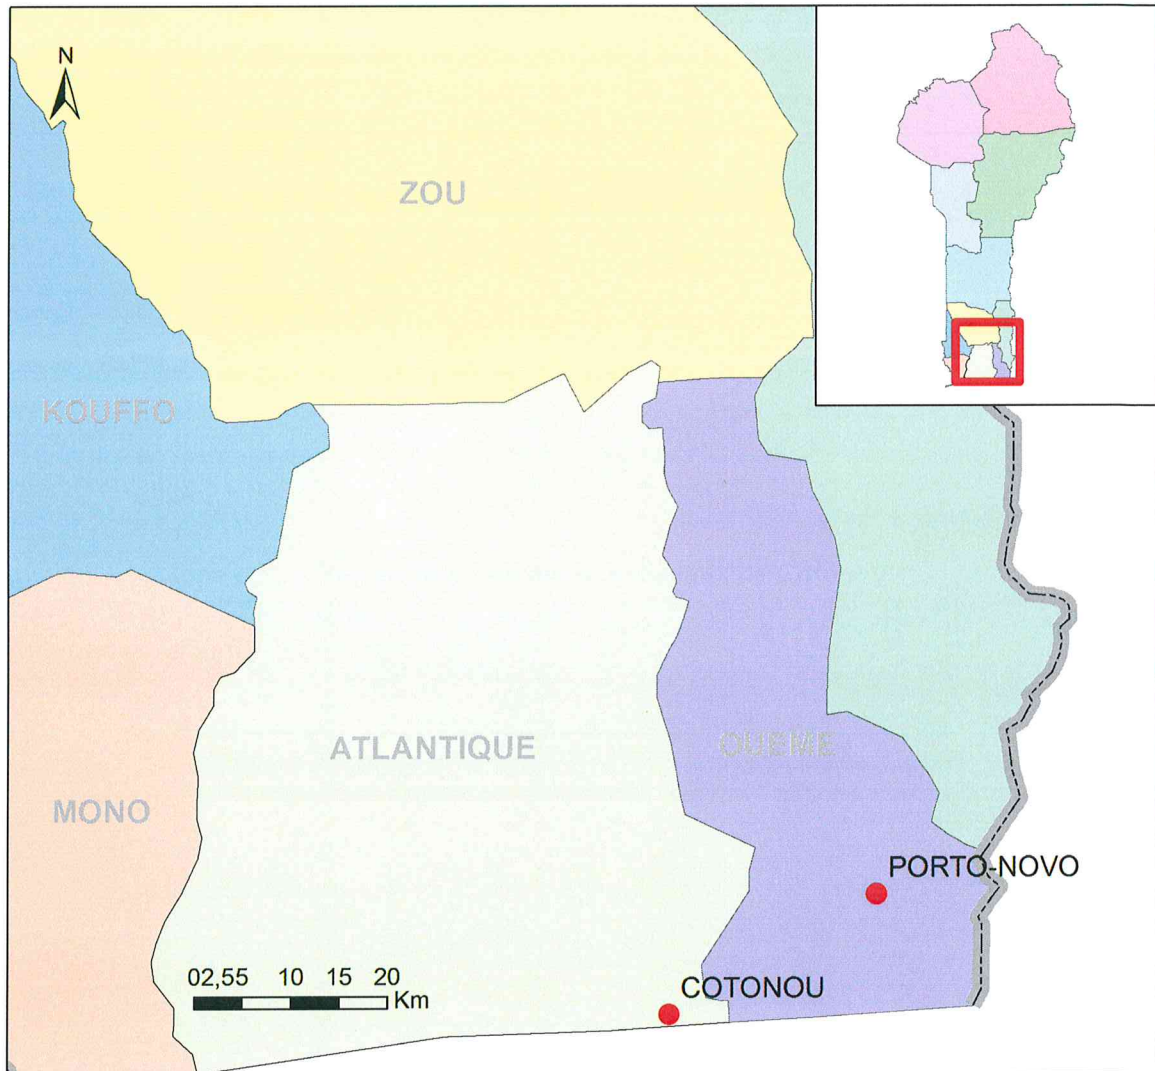 N
ZOU
KOUFFO
ATLANTIQUE
OUEME
MONO
PORTO-NOVO
02,55 10 15 20
Km
COTONOU